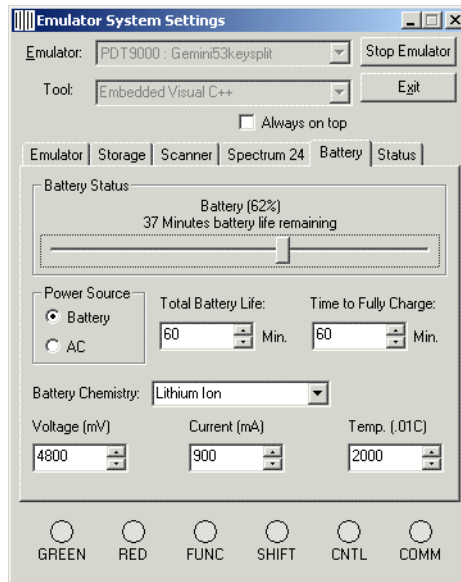 Emulator System Settings
Emulator: PDT9000 : Gemini53keysplit Stop Emulator
Tool: Embedded Visual C++ Exit
Always on top
Emulator Storage Scanner Spectrum 24 Battery Status
Battery Status
Battery (62%)
37 Minutes battery life remaining
Power Source
Battery
AC
Total Battery Life: Time to Fully Charge:
60 Min. 60 Min.
Battery Chemistry: Lithium Ion
Voltage (mV) Current (mA) Temp. (.01C)
4800 900 2000
GREEN RED FUNC SHIFT CNTL COMM